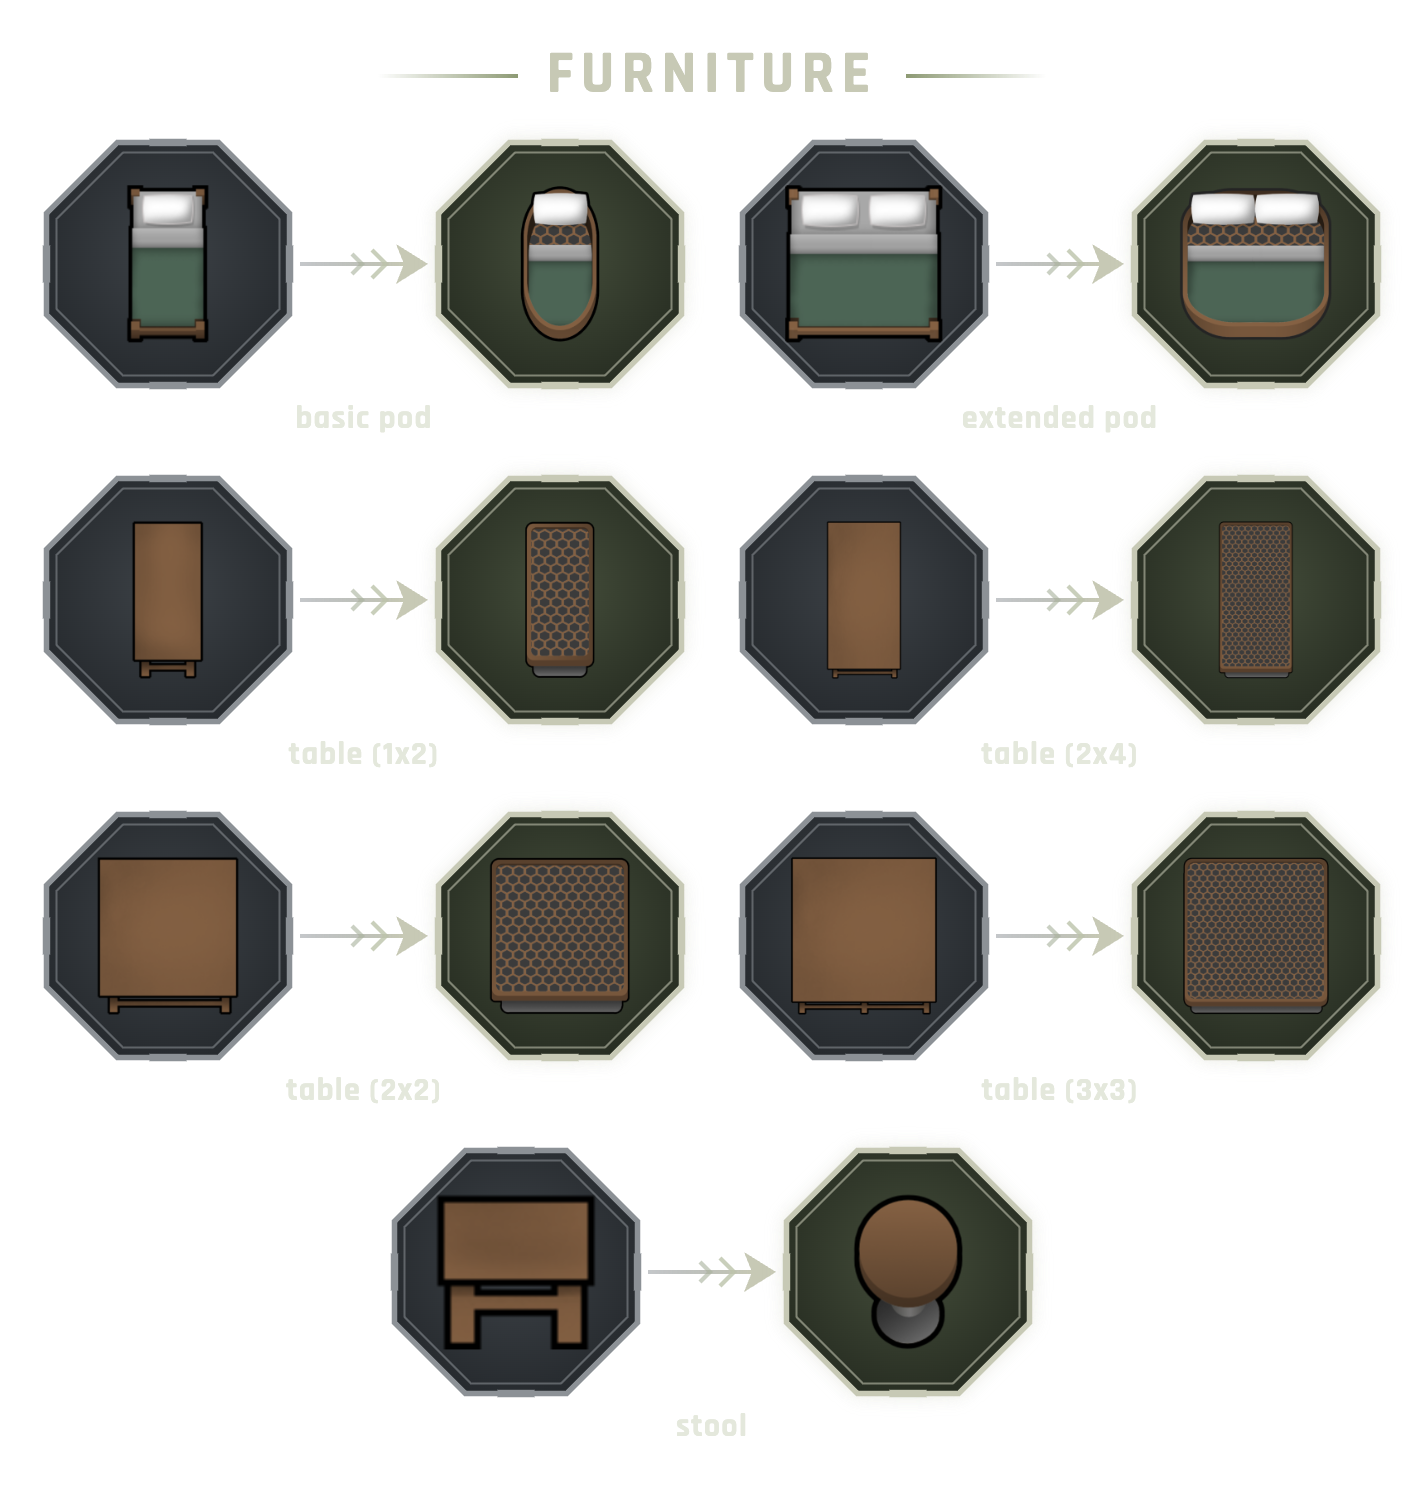 FURNITURE
basic pod
extended pod
table (1x2)
table (2x4)
table (2x2)
table (3x3)
stool